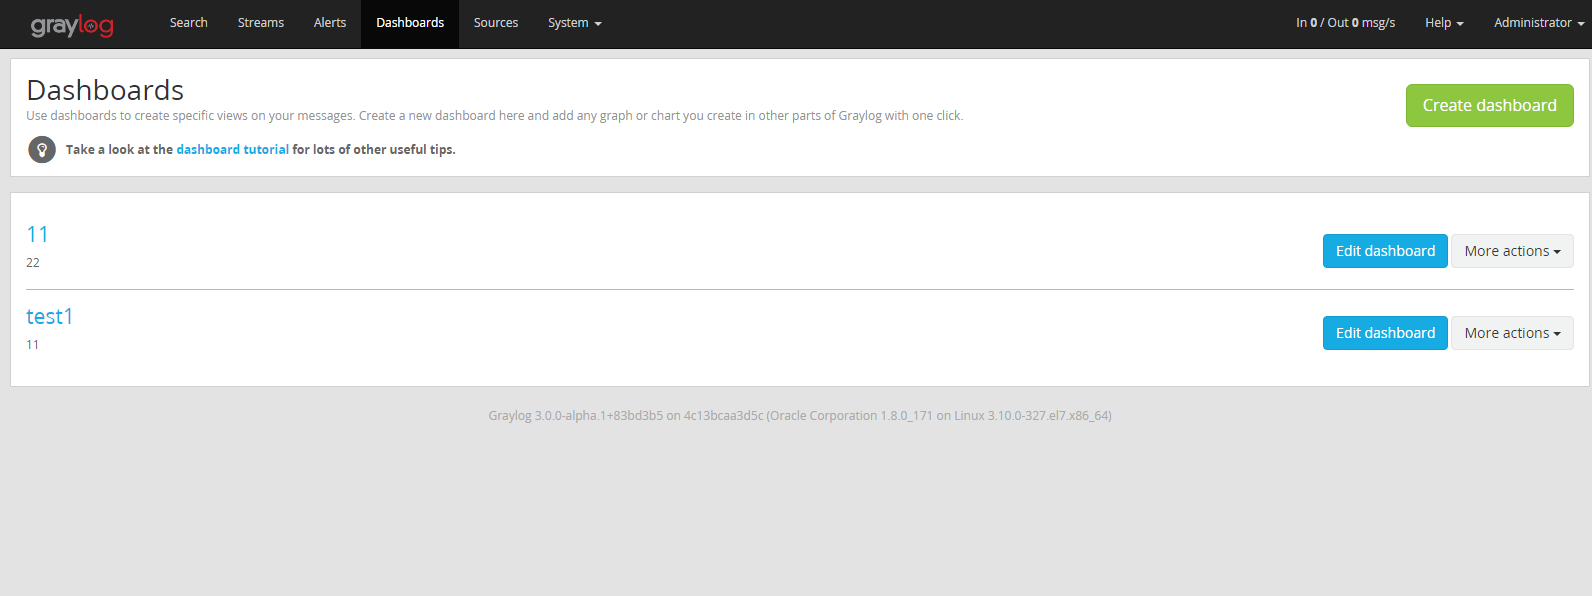 graylog Search Streams Alerts Dashboards Sources System In 0 / Out 0 msg/s Help Administrator
Dashboards
Use dashboards to create specific views on your messages. Create a new dashboard here and add any graph or chart you create in other parts of Graylog with one click.
Create dashboard
Take a look at the dashboard tutorial for lots of other useful tips.
11
22
Edit dashboard More actions
test1
11
Edit dashboard More actions
Graylog 3.0.0-alpha.1+83bd3b5 on 4c13bcaa3d5c (Oracle Corporation 1.8.0_171 on Linux 3.10.0-327.el7.x86_64)